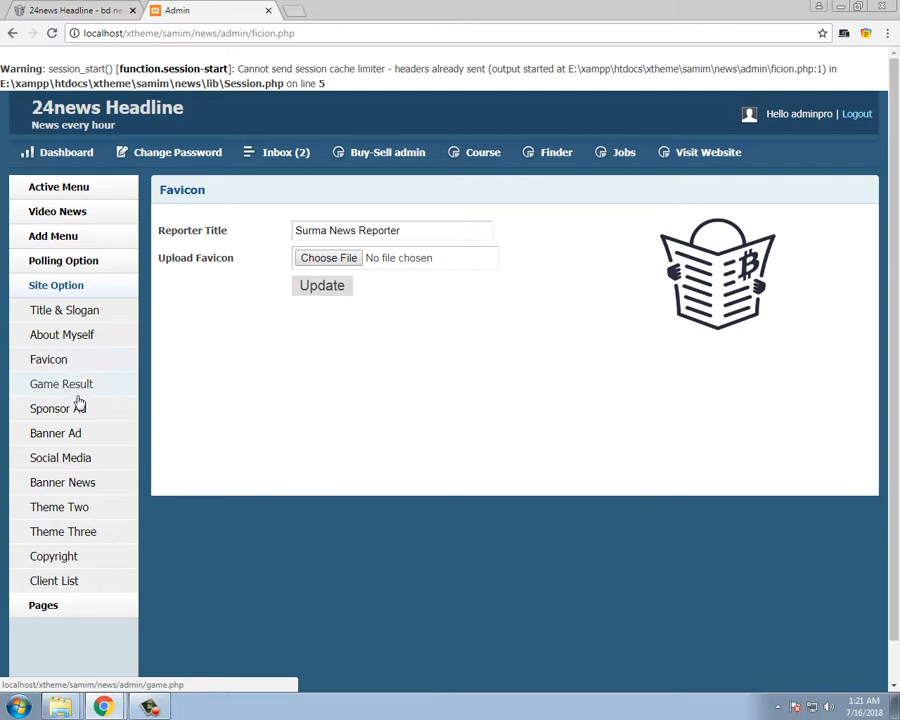 24news Headline - bd ne
Admin
localhost/xtheme/samim/news/admin/ficion.php
Warning: session_start() [function.session-start]: Cannot send session cache limiter - headers already sent (output started at E:\xampp\htdocs\xtheme\samim\news\admin\ficion.php:1) in
E:\xampp\htdocs\xtheme\samim\news\lib\Session.php on line 5
24news Headline
News every hour
Hello adminpro | Logout
Dashboard Change Password Inbox (2) Buy-Sell admin Course Finder Jobs Visit Website
Active Menu
Video News
Add Menu
Polling Option
Site Option
Title & Slogan
About Myself
Favicon
Game Result
Sponsor Ad
Banner Ad
Social Media
Banner News
Theme Two
Theme Three
Copyright
Client List
Pages
Favicon
Reporter Title Surma News Reporter
Upload Favicon Choose File No file chosen
Update
localhost/xtheme/samim/news/admin/game.php
1:21 AM
7/16/2018